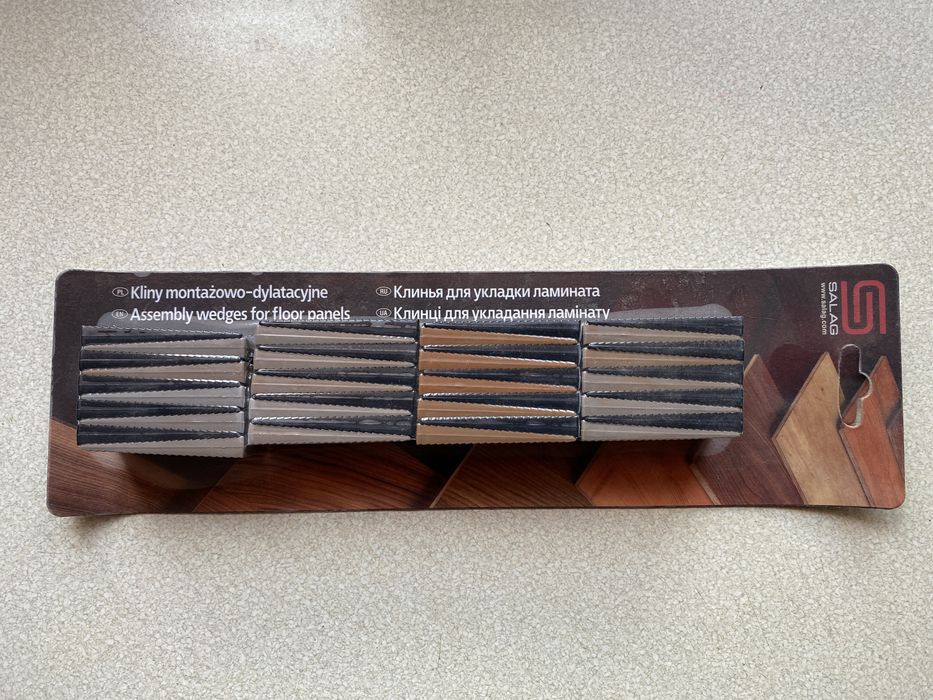 PL Kliny montażowo-dylatacyjne
EN Assembly wedges for floor panels
RU Клинья для укладки ламината
UA Клинці для укладання ламінату
SALAG
www.salag.com